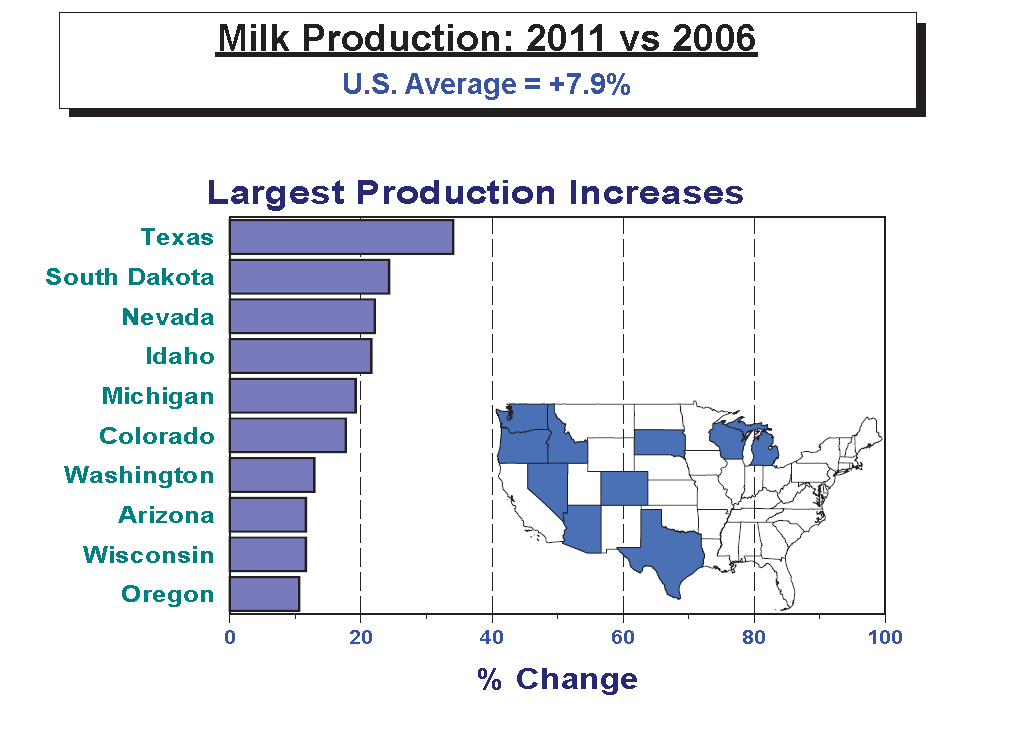 Milk Production: 2011 vs 2006
U.S. Average = +7.9%
Largest Production Increases
Texas
South Dakota
Nevada
Idaho
Michigan
Colorado
Washington
Arizona
Wisconsin
Oregon
0 20 40 60 80 100
% Change